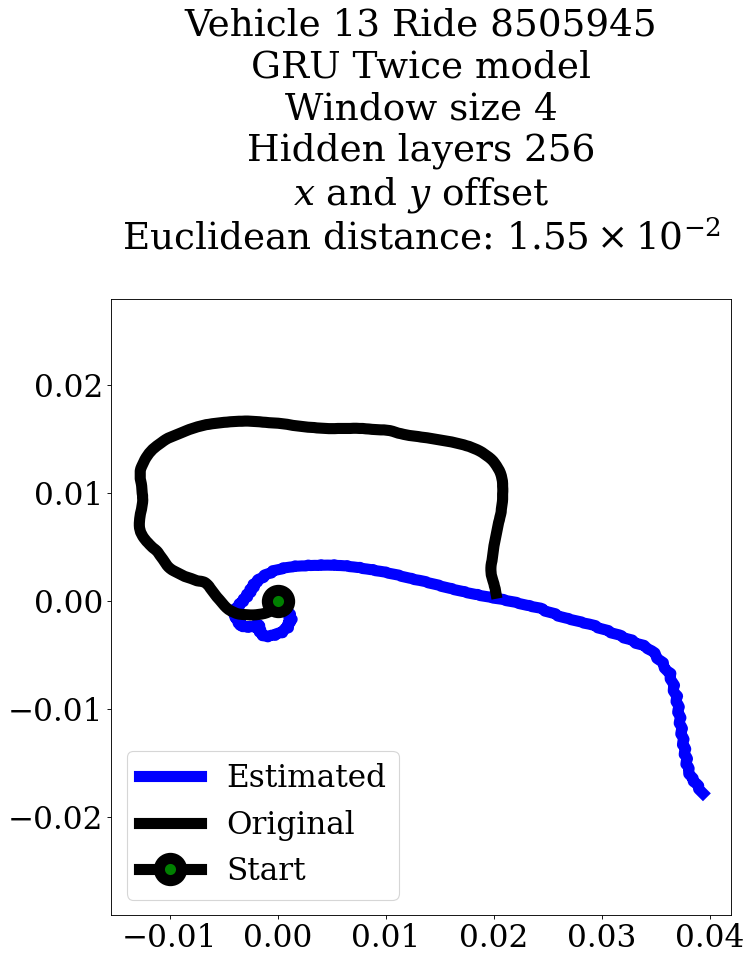 Vehicle 13 Ride 8505945
GRU Twice model
Window size 4
Hidden layers 256
x and y offset
Euclidean distance: 1.55 × 10⁻²
0.02
0.01
0.00
−0.01
−0.02
Estimated
Original
Start
−0.01 0.00 0.01 0.02 0.03 0.04